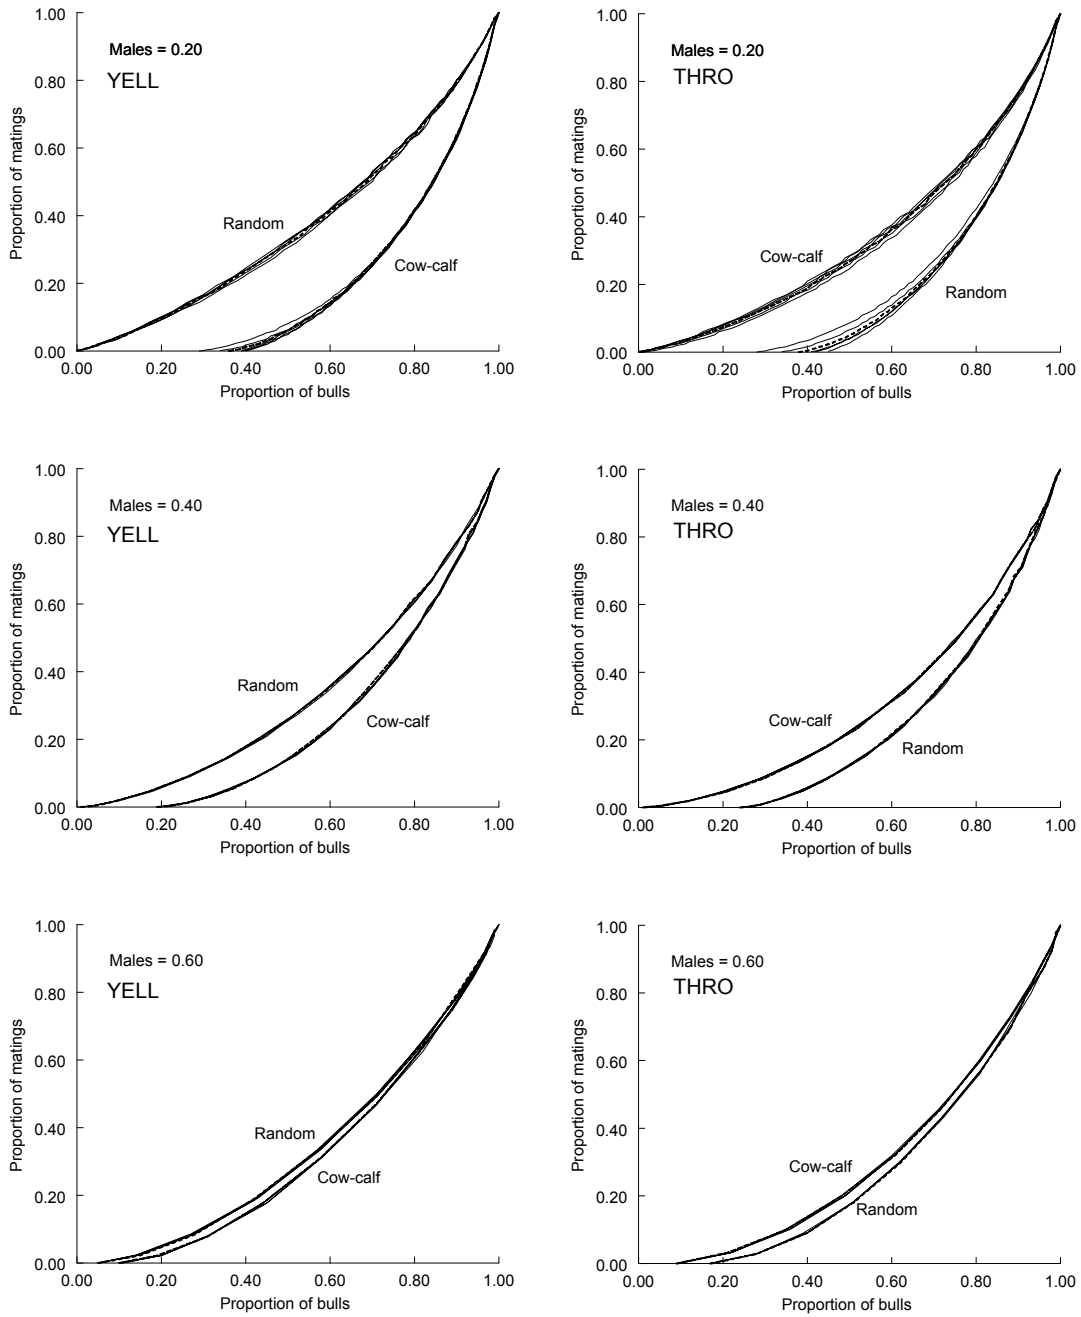 Males = 0.20
YELL
Proportion of matings
1.00
0.80
0.60
0.40
0.20
0.00
Random
Cow-calf
0.00 0.20 0.40 0.60 0.80 1.00
Proportion of bulls
Males = 0.20
THRO
Proportion of matings
1.00
0.80
0.60
0.40
0.20
0.00
Cow-calf
Random
0.00 0.20 0.40 0.60 0.80 1.00
Proportion of bulls
Males = 0.40
YELL
Proportion of matings
1.00
0.80
0.60
0.40
0.20
0.00
Random
Cow-calf
0.00 0.20 0.40 0.60 0.80 1.00
Proportion of bulls
Males = 0.40
THRO
Proportion of matings
1.00
0.80
0.60
0.40
0.20
0.00
Cow-calf
Random
0.00 0.20 0.40 0.60 0.80 1.00
Proportion of bulls
Males = 0.60
YELL
Proportion of matings
1.00
0.80
0.60
0.40
0.20
0.00
Random
Cow-calf
0.00 0.20 0.40 0.60 0.80 1.00
Proportion of bulls
Males = 0.60
THRO
Proportion of matings
1.00
0.80
0.60
0.40
0.20
0.00
Cow-calf
Random
0.00 0.20 0.40 0.60 0.80 1.00
Proportion of bulls